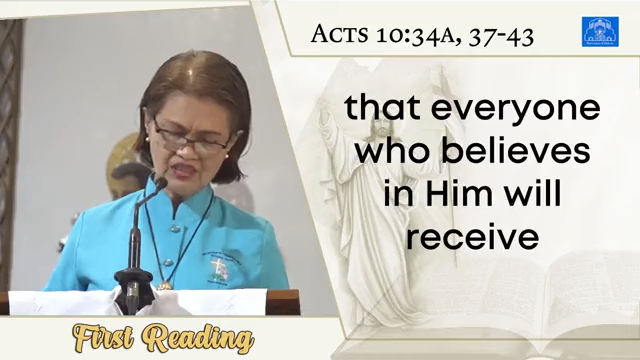 Acts 10:34a, 37-43
that everyone
who believes
in Him will
receive
First Reading